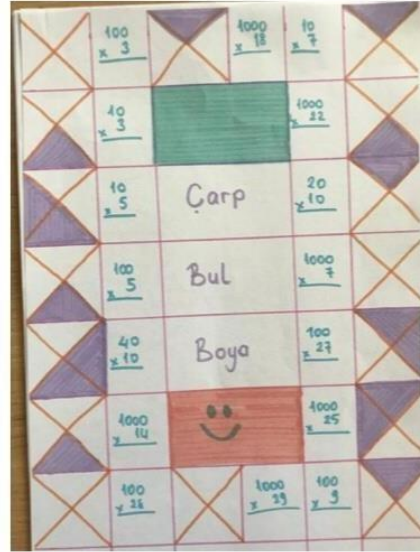 100 1000 10
x 3 x 18 x 7
10 1000
x 3 x 22
10 Çarp 20
x 5 x 10
100 Bul 1000
x 5 x 7
40 Boya 100
x 10 x 27
1000 1000
x 14 x 25
100 1000 100
x 26 x 29 x 9